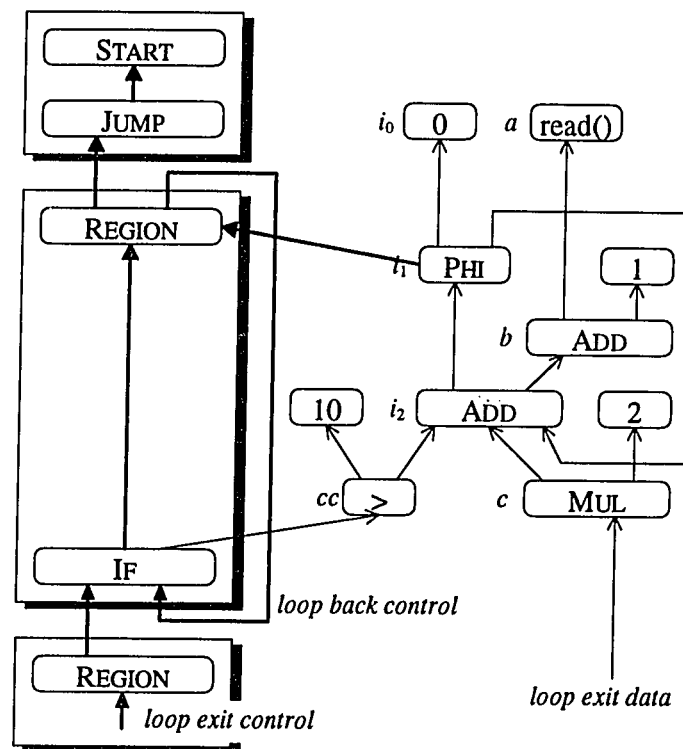 START
JUMP
i0 0 a read()
REGION
i1 PHI 1
b ADD
10 i2 ADD 2
cc > c MUL
IF
loop back control
REGION
loop exit data
loop exit control